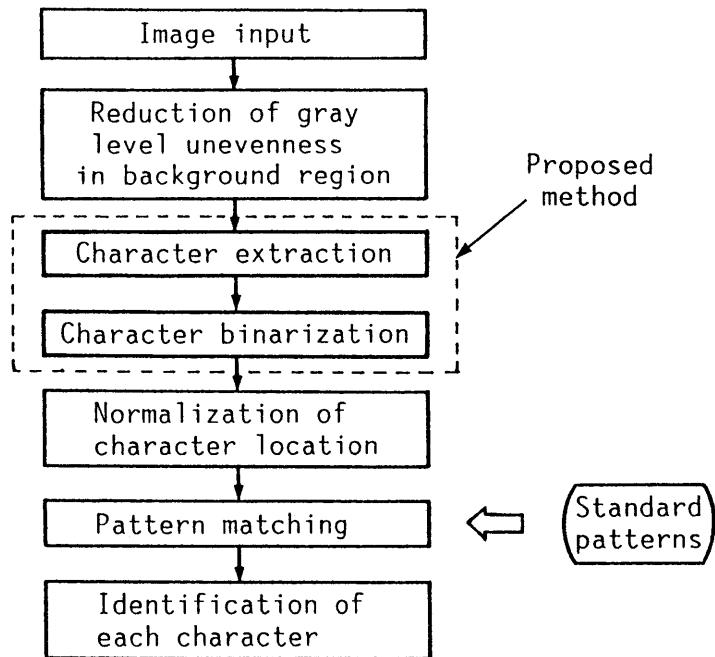 Image input
Reduction of gray
level unevenness
in background region
Proposed
method
Character extraction
Character binarization
Normalization of
character location
Pattern matching
Standard
patterns
Identification of
each character